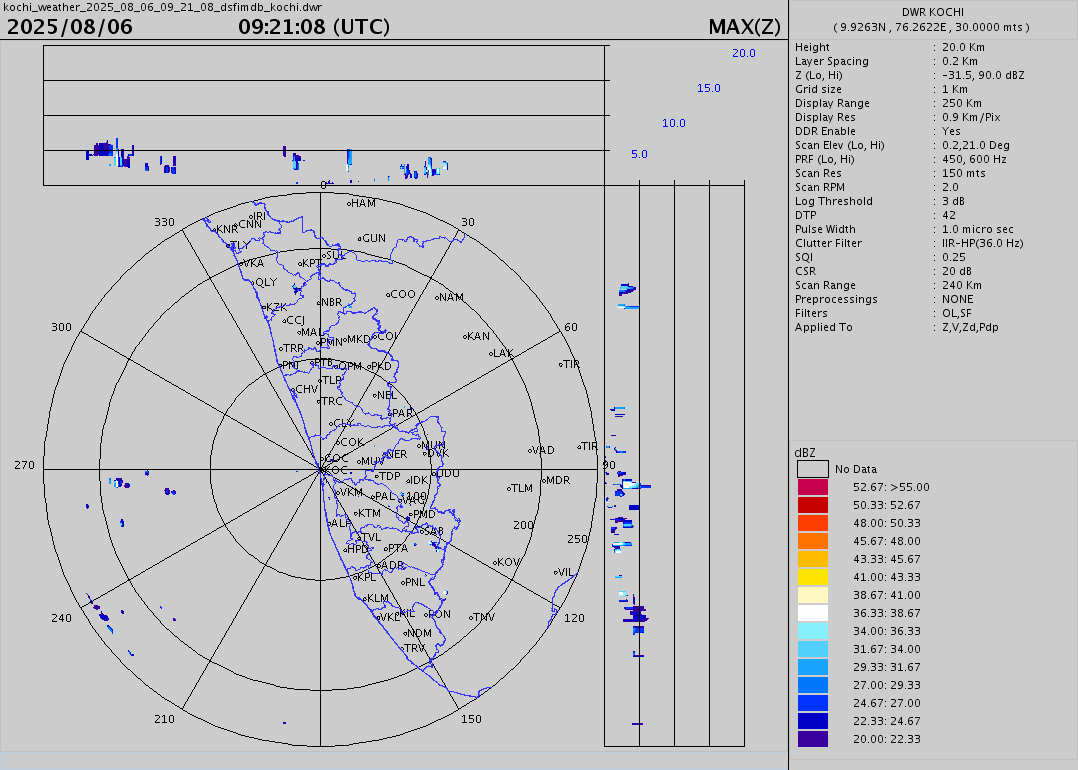 kochi_weather_2025_08_06_09_21_08_dsfimdb_kochi.dwr
2025/08/06 09:21:08 (UTC) MAX(Z)
20.0
15.0
10.0
5.0
0
330
30
300
60
270
90
240
120
210
150
100
200
250
HAM
IRI
CNN
KNR
TLY
GUN
SUL
VKA
KPT
QLY
COO
NAM
NBR
KZK
CCJ
MAL
PMN
MKD
COI
KAN
TRR
LAK
PNI
PTB
OPM
PKD
TIR
TLP
CHV
NEL
TRC
PAR
CLY
COK
MUN
DVK
TIR
VAD
COC
MUV
NER
KOC
TDP
IDK
UDU
MDR
TLM
VKM
PAL
VAG
KTM
PMD
ALP
SAB
TVL
HPD
PTA
ADR
KOV
VIL
KPL
PNL
KLM
VKL
KIL
PON
TNV
NDM
TRV
DWR KOCHI
( 9.9263N , 76.2622E , 30.0000 mts )
Height : 20.0 Km
Layer Spacing : 0.2 Km
Z (Lo, Hi) : -31.5, 90.0 dBZ
Grid size : 1 Km
Display Range : 250 Km
Display Res : 0.9 Km/Pix
DDR Enable : Yes
Scan Elev (Lo, Hi) : 0.2,21.0 Deg
PRF (Lo, Hi) : 450, 600 Hz
Scan Res : 150 mts
Scan RPM : 2.0
Log Threshold : 3 dB
DTP : 42
Pulse Width : 1.0 micro sec
Clutter Filter : IIR-HP(36.0 Hz)
SQI : 0.25
CSR : 20 dB
Scan Range : 240 Km
Preprocessings : NONE
Filters : OL,SF
Applied To : Z,V,Zd,Pdp
dBZ
No Data
52.67: >55.00
50.33: 52.67
48.00: 50.33
45.67: 48.00
43.33: 45.67
41.00: 43.33
38.67: 41.00
36.33: 38.67
34.00: 36.33
31.67: 34.00
29.33: 31.67
27.00: 29.33
24.67: 27.00
22.33: 24.67
20.00: 22.33